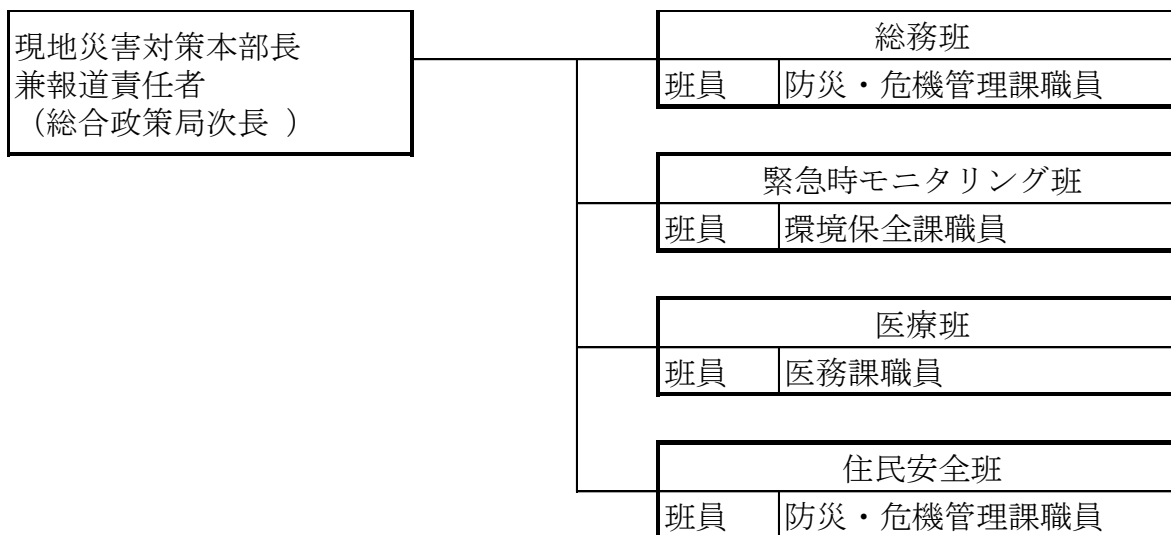 現地災害対策本部長
兼報道責任者
（総合政策局次長 ）
総務班
班員 防災・危機管理課職員
緊急時モニタリング班
班員 環境保全課職員
医療班
班員 医務課職員
住民安全班
班員 防災・危機管理課職員